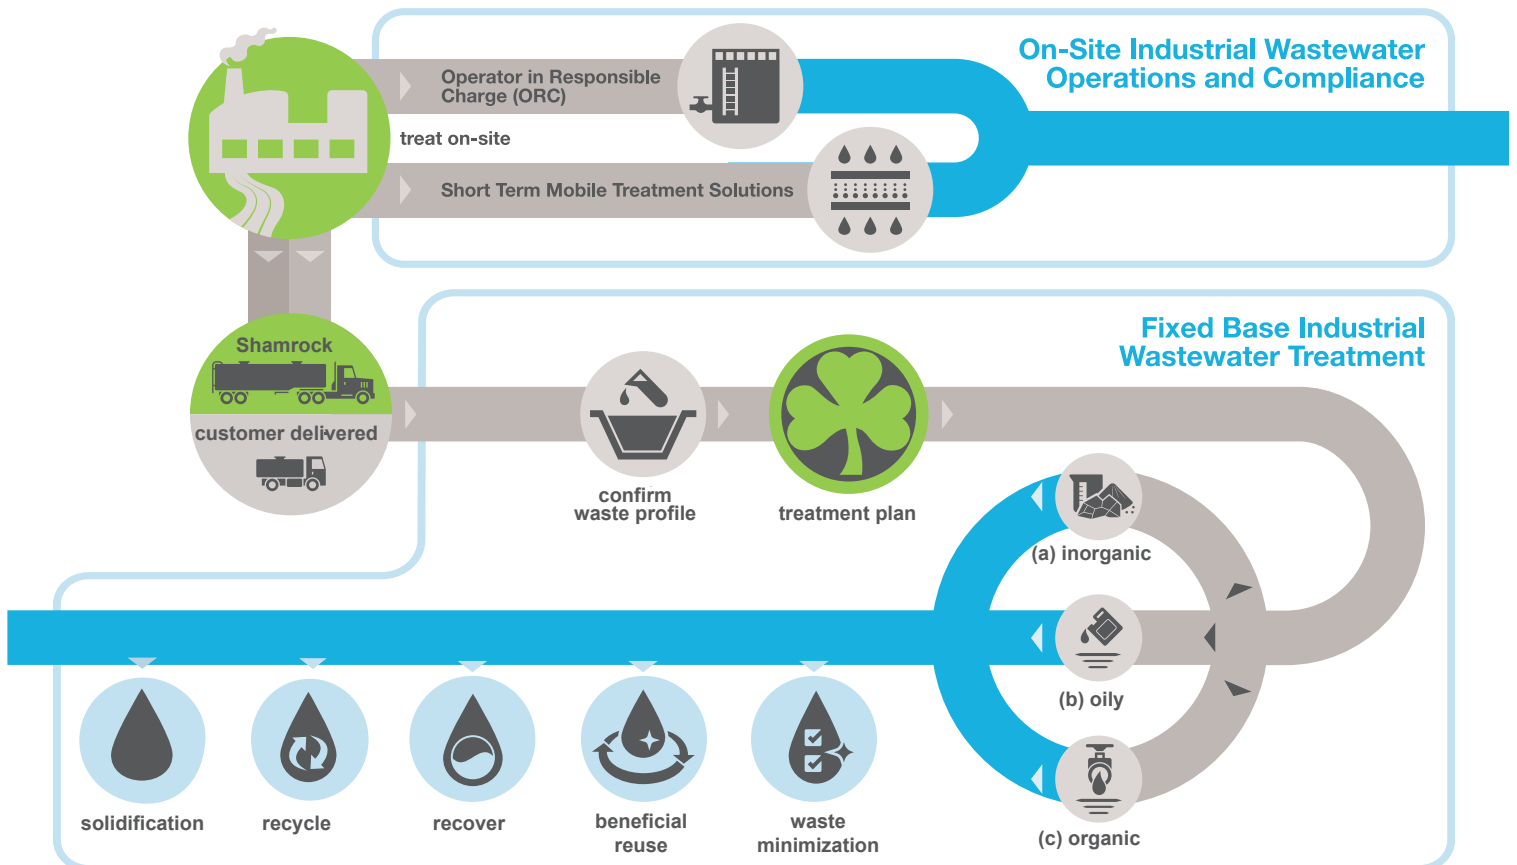 On-Site Industrial Wastewater
Operations and Compliance
Operator in Responsible
Charge (ORC)
treat on-site
Short Term Mobile Treatment Solutions
Fixed Base Industrial
Wastewater Treatment
Shamrock
customer delivered
confirm
waste profile
treatment plan
(a) inorganic
(b) oily
(c) organic
solidification
recycle
recover
beneficial
reuse
waste
minimization